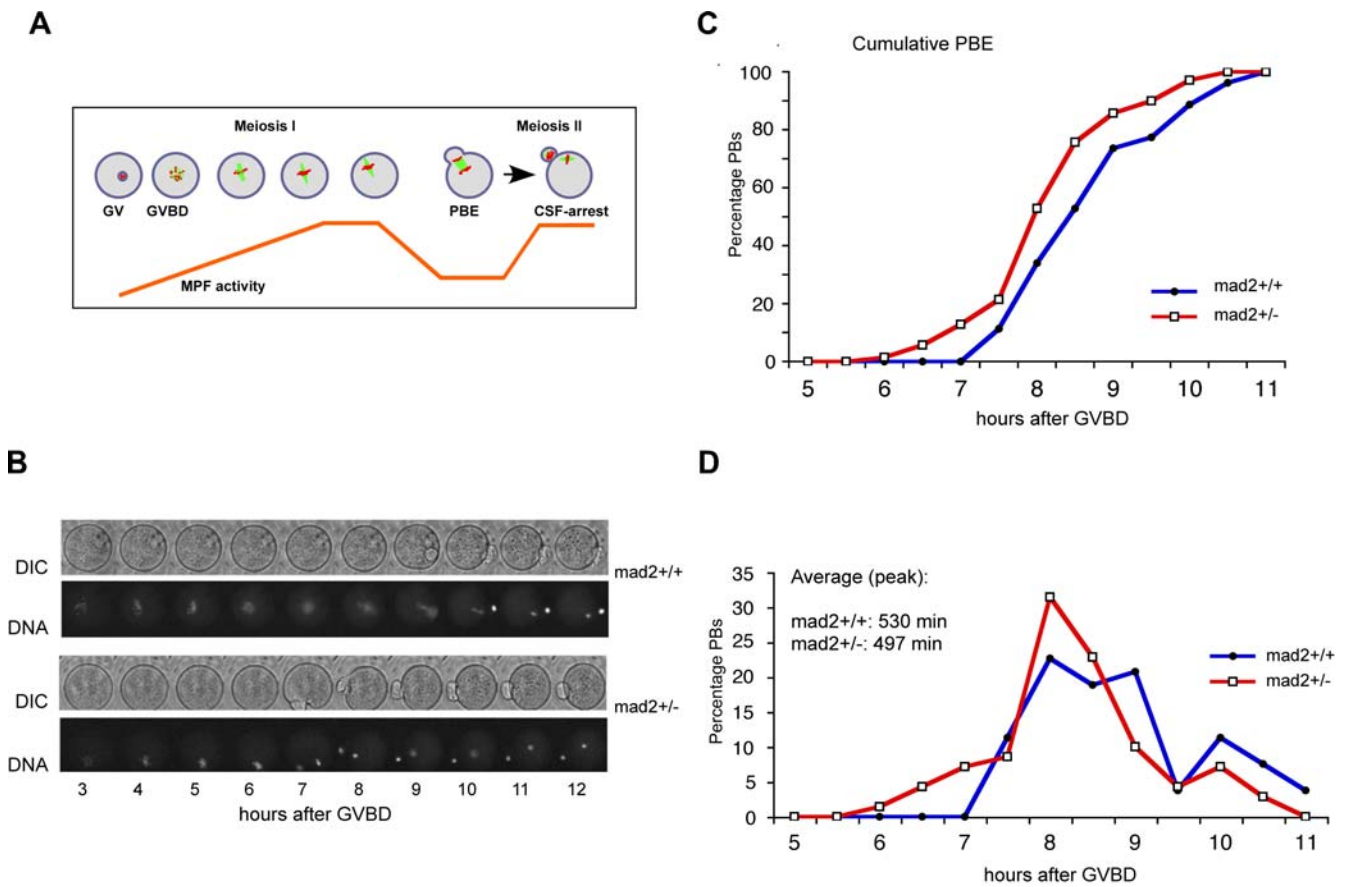 A
Meiosis I
Meiosis II
GV
GVBD
PBE
CSF-arrest
MPF activity
B
DIC
mad2+/+
DNA
DIC
mad2+/-
DNA
3 4 5 6 7 8 9 10 11 12
hours after GVBD
C
Cumulative PBE
Percentage PBs
100
80
60
40
20
0
mad2+/+
mad2+/-
5 6 7 8 9 10 11
hours after GVBD
D
Average (peak):
mad2+/+: 530 min
mad2+/-: 497 min
Percentage PBs
35
30
25
20
15
10
5
0
mad2+/+
mad2+/-
5 6 7 8 9 10 11
hours after GVBD